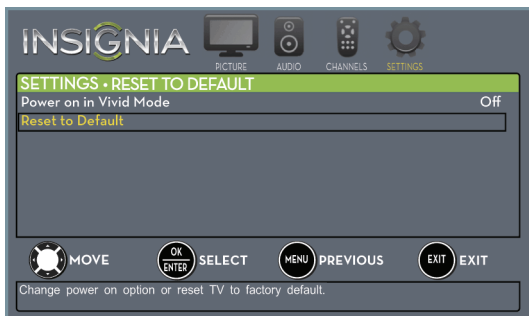 INSIGNIA
PICTURE AUDIO CHANNELS SETTINGS
SETTINGS • RESET TO DEFAULT
Power on in Vivid Mode Off
Reset to Default
MOVE OK ENTER SELECT MENU PREVIOUS EXIT EXIT
Change power on option or reset TV to factory default.